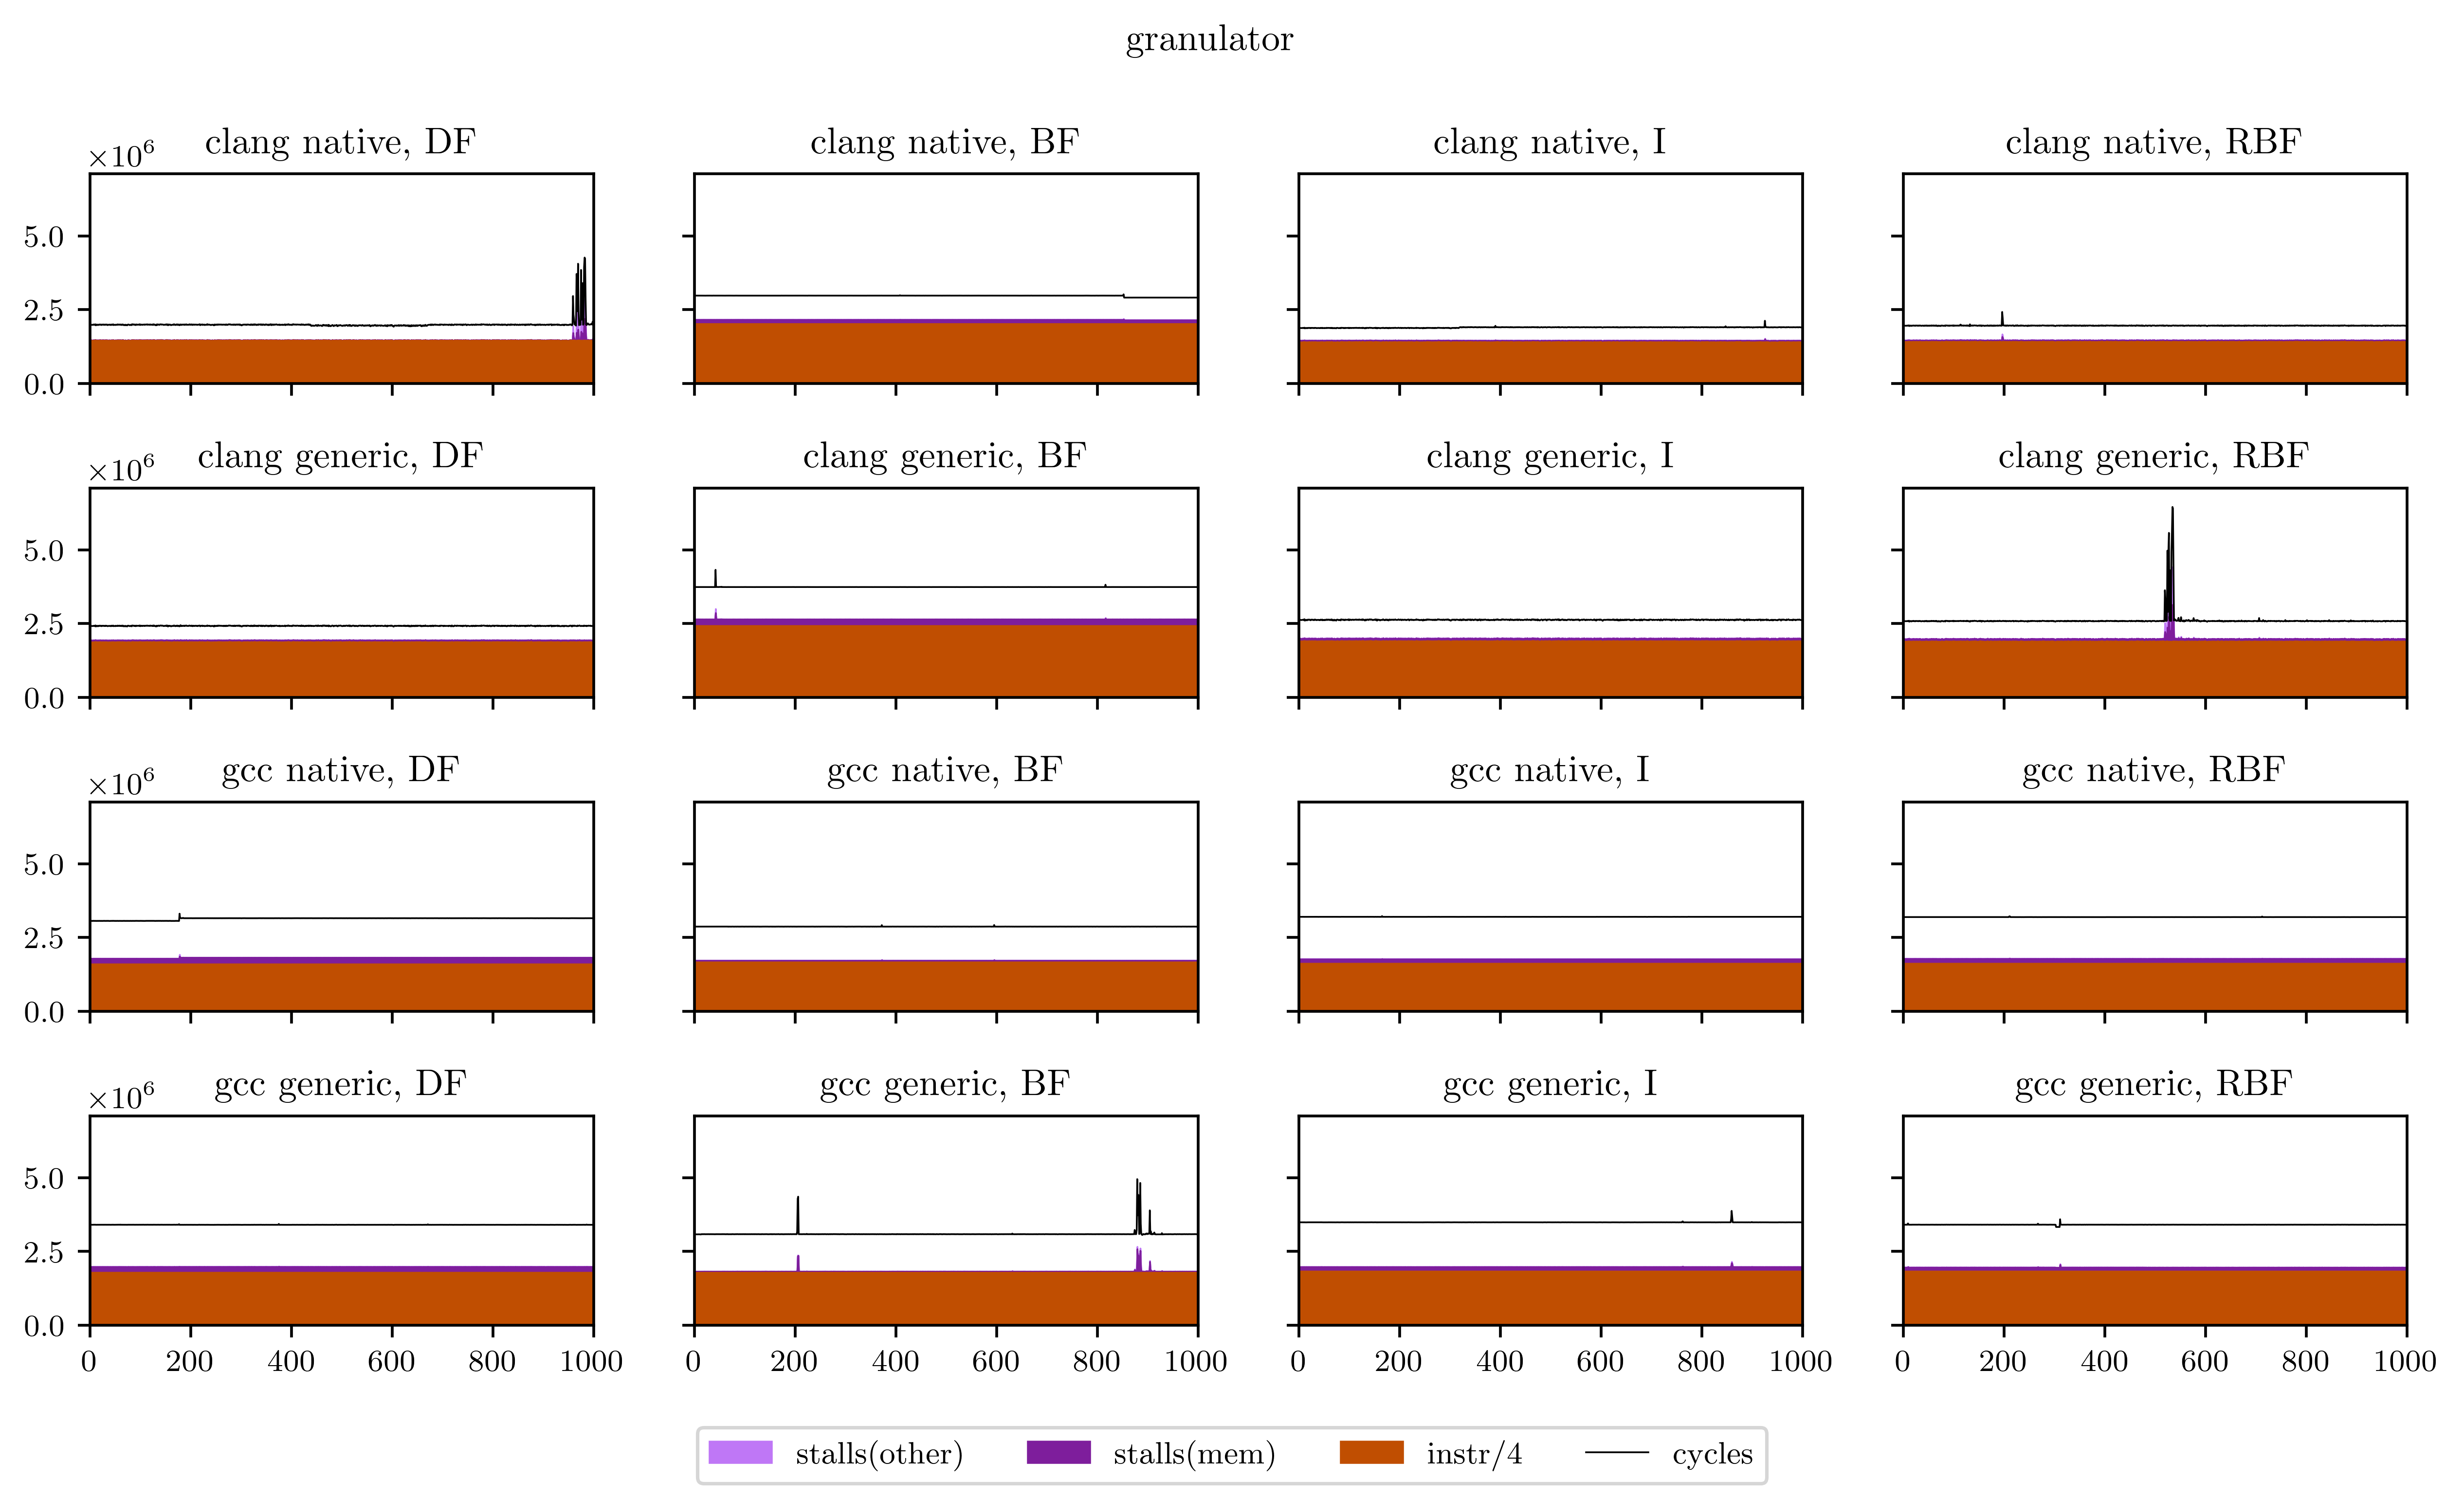 granulator
clang native, DF
clang native, BF
clang native, I
clang native, RBF
×10⁶
5.0
2.5
0.0
clang generic, DF
clang generic, BF
clang generic, I
clang generic, RBF
×10⁶
5.0
2.5
0.0
gcc native, DF
gcc native, BF
gcc native, I
gcc native, RBF
×10⁶
5.0
2.5
0.0
gcc generic, DF
gcc generic, BF
gcc generic, I
gcc generic, RBF
×10⁶
5.0
2.5
0.0
0 200 400 600 800 1000
0 200 400 600 800 1000
0 200 400 600 800 1000
0 200 400 600 800 1000
stalls(other) stalls(mem) instr/4 cycles